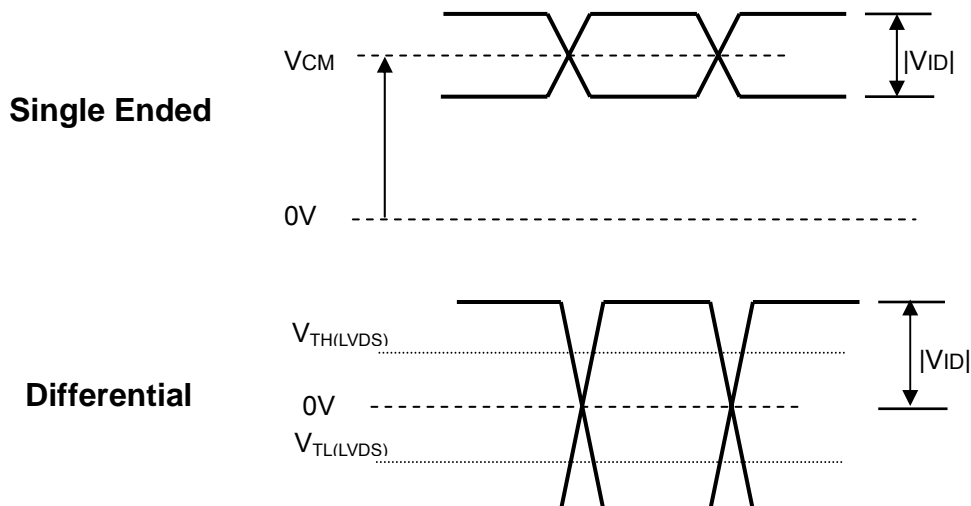 VCM
|VID|
Single Ended
0V
VTH(LVDS)
|VID|
Differential
0V
VTL(LVDS)